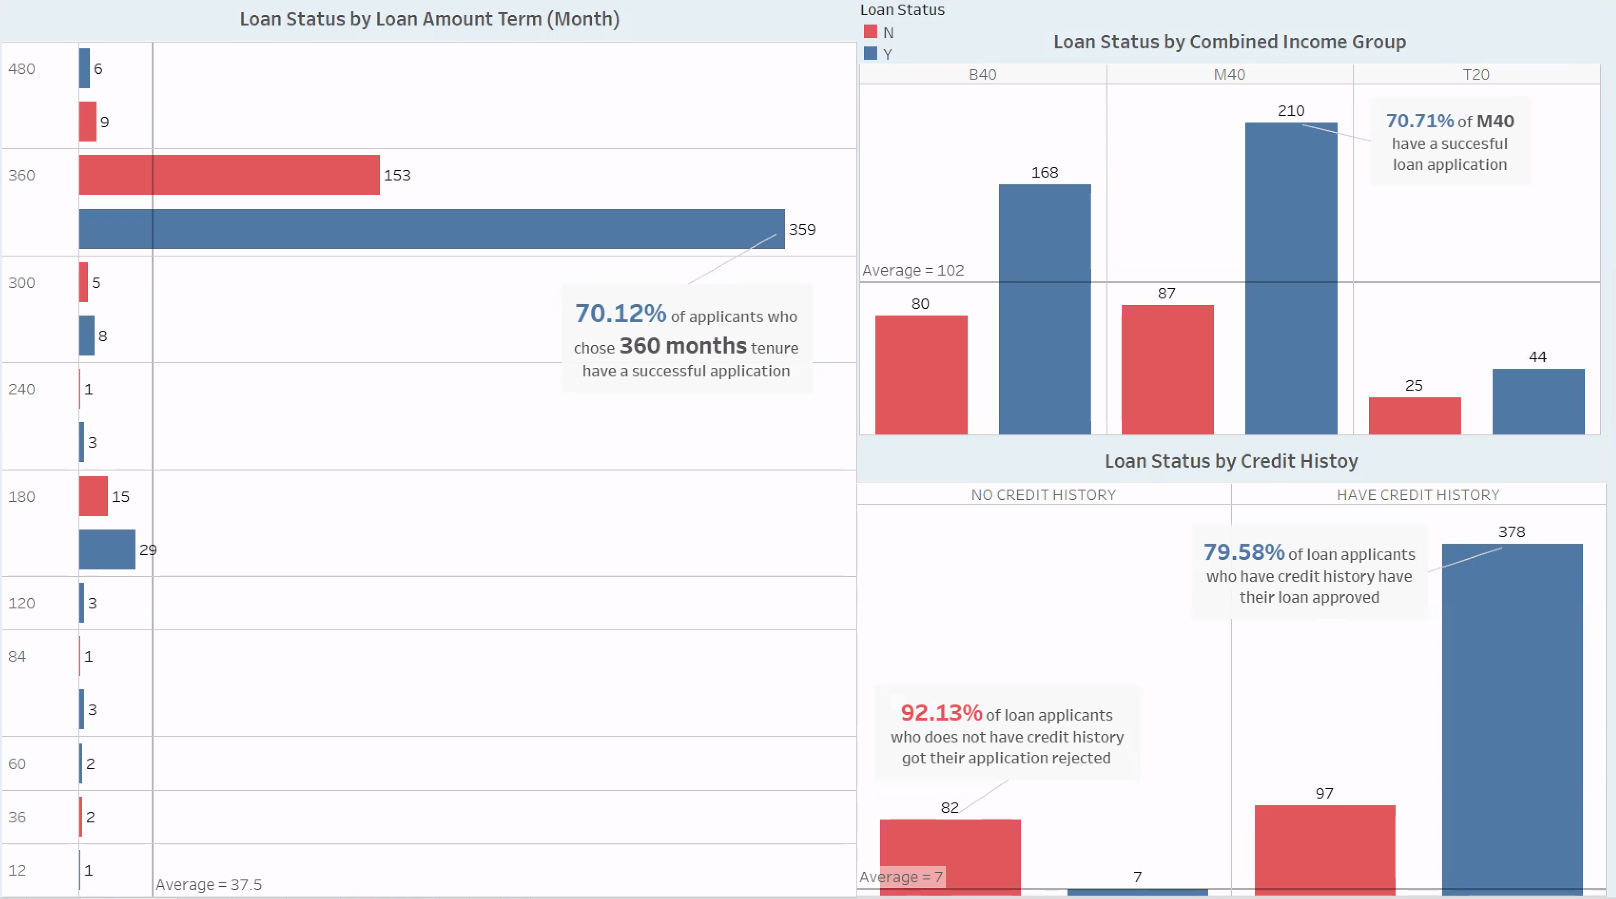 Loan Status by Loan Amount Term (Month)
480
6
9
360
153
359
70.12% of applicants who
chose 360 months tenure
have a successful application
300
5
8
240
1
3
180
15
29
120
3
84
1
3
60
2
36
2
12
1
Average = 37.5
Loan Status
N
Y
Loan Status by Combined Income Group
B40 M40 T20
210
70.71% of M40
have a succesful
loan application
168
Average = 102
80
87
44
25
Loan Status by Credit Histoy
NO CREDIT HISTORY HAVE CREDIT HISTORY
378
79.58% of loan applicants
who have credit history have
their loan approved
92.13% of loan applicants
who does not have credit history
got their application rejected
82
97
Average = 7
7